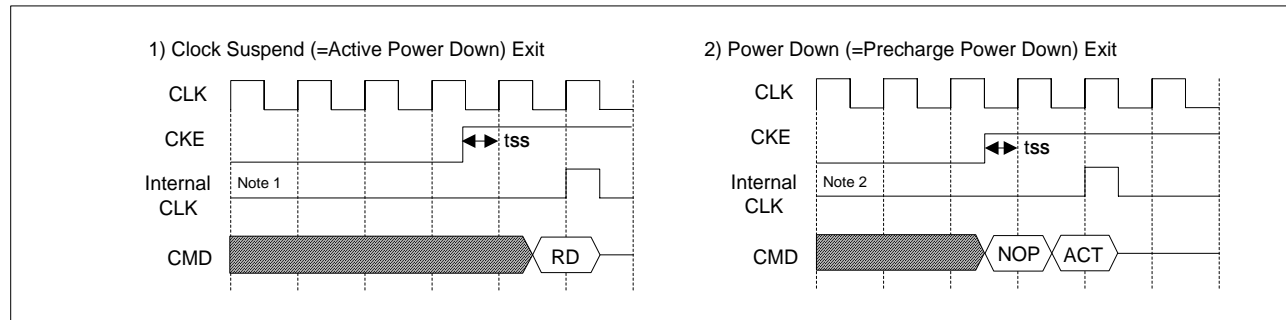 1) Clock Suspend (=Active Power Down) Exit
CLK
CKE
tss
Internal
CLK
Note 1
CMD
RD
2) Power Down (=Precharge Power Down) Exit
CLK
CKE
tss
Internal
CLK
Note 2
CMD
NOP
ACT